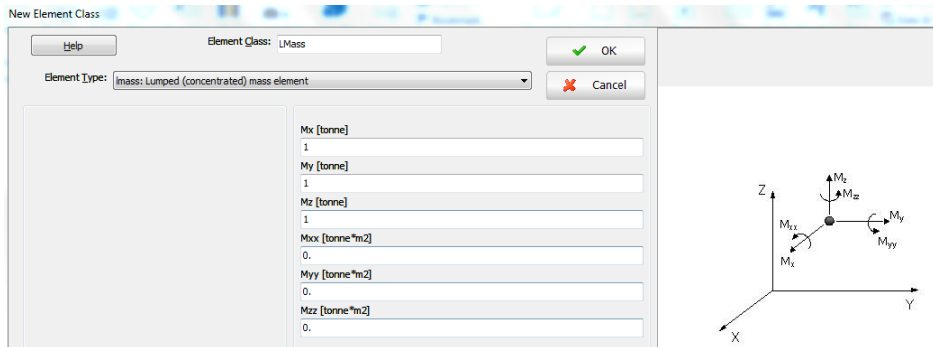 New Element Class
Help
Element Class: LMass
OK
Element Type: lmass: Lumped (concentrated) mass element
Cancel
Mx [tonne]
1
My [tonne]
1
Mz [tonne]
1
Mxx [tonne*m2]
0.
Myy [tonne*m2]
0.
Mzz [tonne*m2]
0.
Mz
Z
Mzz
Mxx
My
Myy
Mx
Y
X